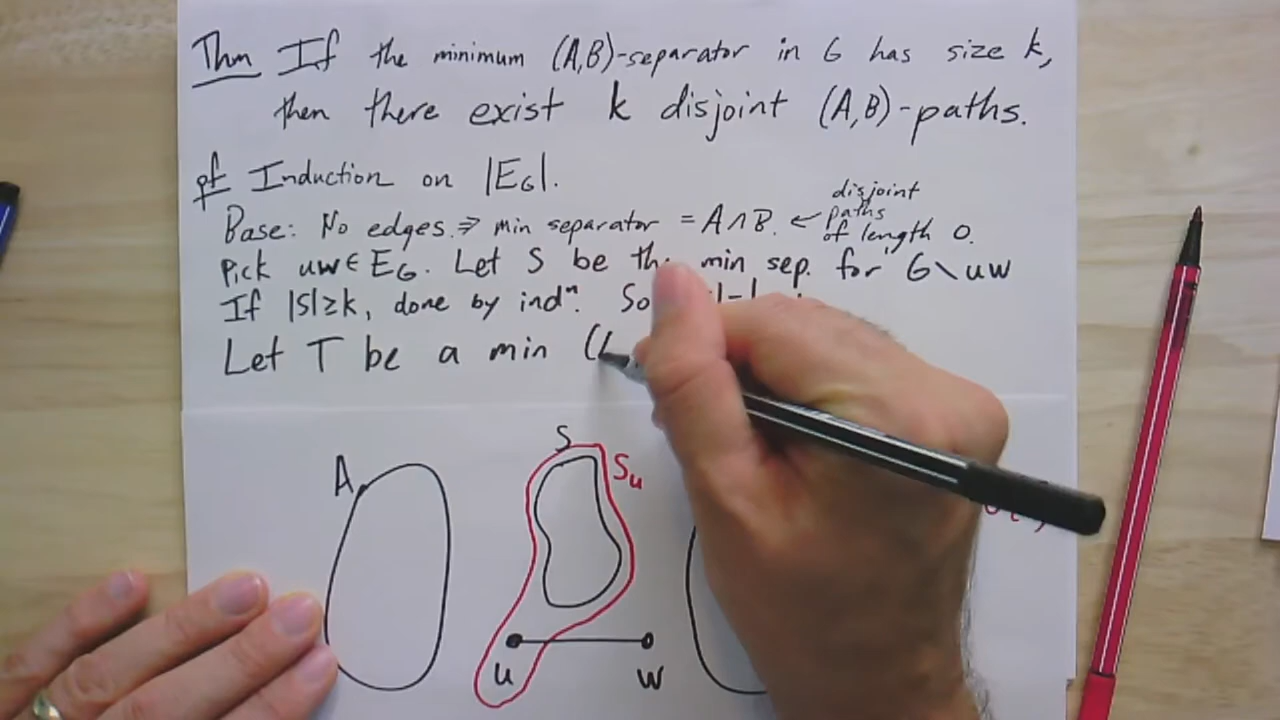 Thm If the minimum (A,B)-separator in G has size k,
then there exist k disjoint (A,B)-paths.
pf Induction on |E_G|.
Base: No edges ⇒ min separator = A∩B. ← disjoint paths of length 0.
Pick uw∈E_G. Let S be the min sep. for G\uw
If |S|≥k, done by indⁿ. So
Let T be a min (
A
S
S_u
u
w